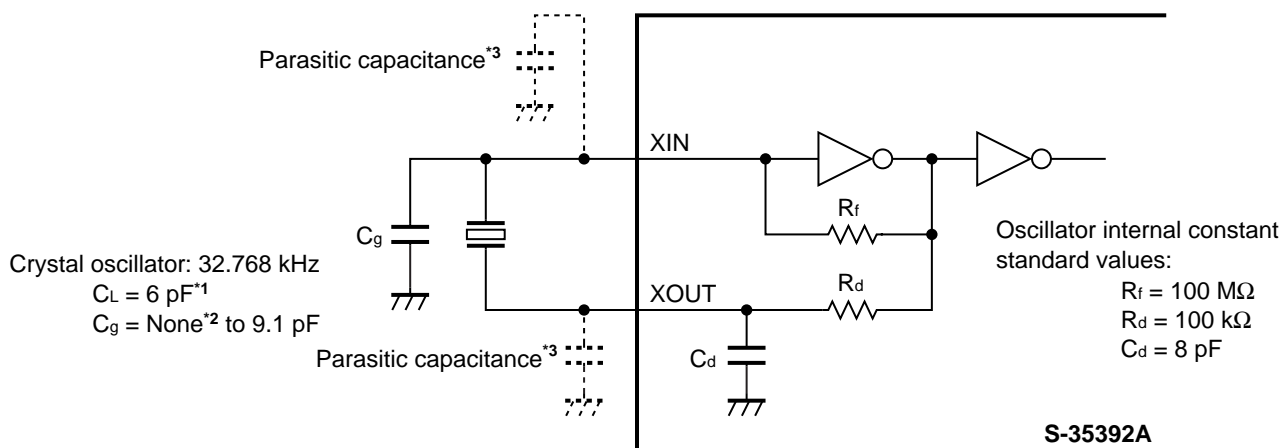 Parasitic capacitance*3
XIN
Rf
Cg
Crystal oscillator: 32.768 kHz
CL = 6 pF*1
Cg = None*2 to 9.1 pF
XOUT
Rd
Parasitic capacitance*3
Cd
Oscillator internal constant
standard values:
Rf = 100 MΩ
Rd = 100 kΩ
Cd = 8 pF
S-35392A